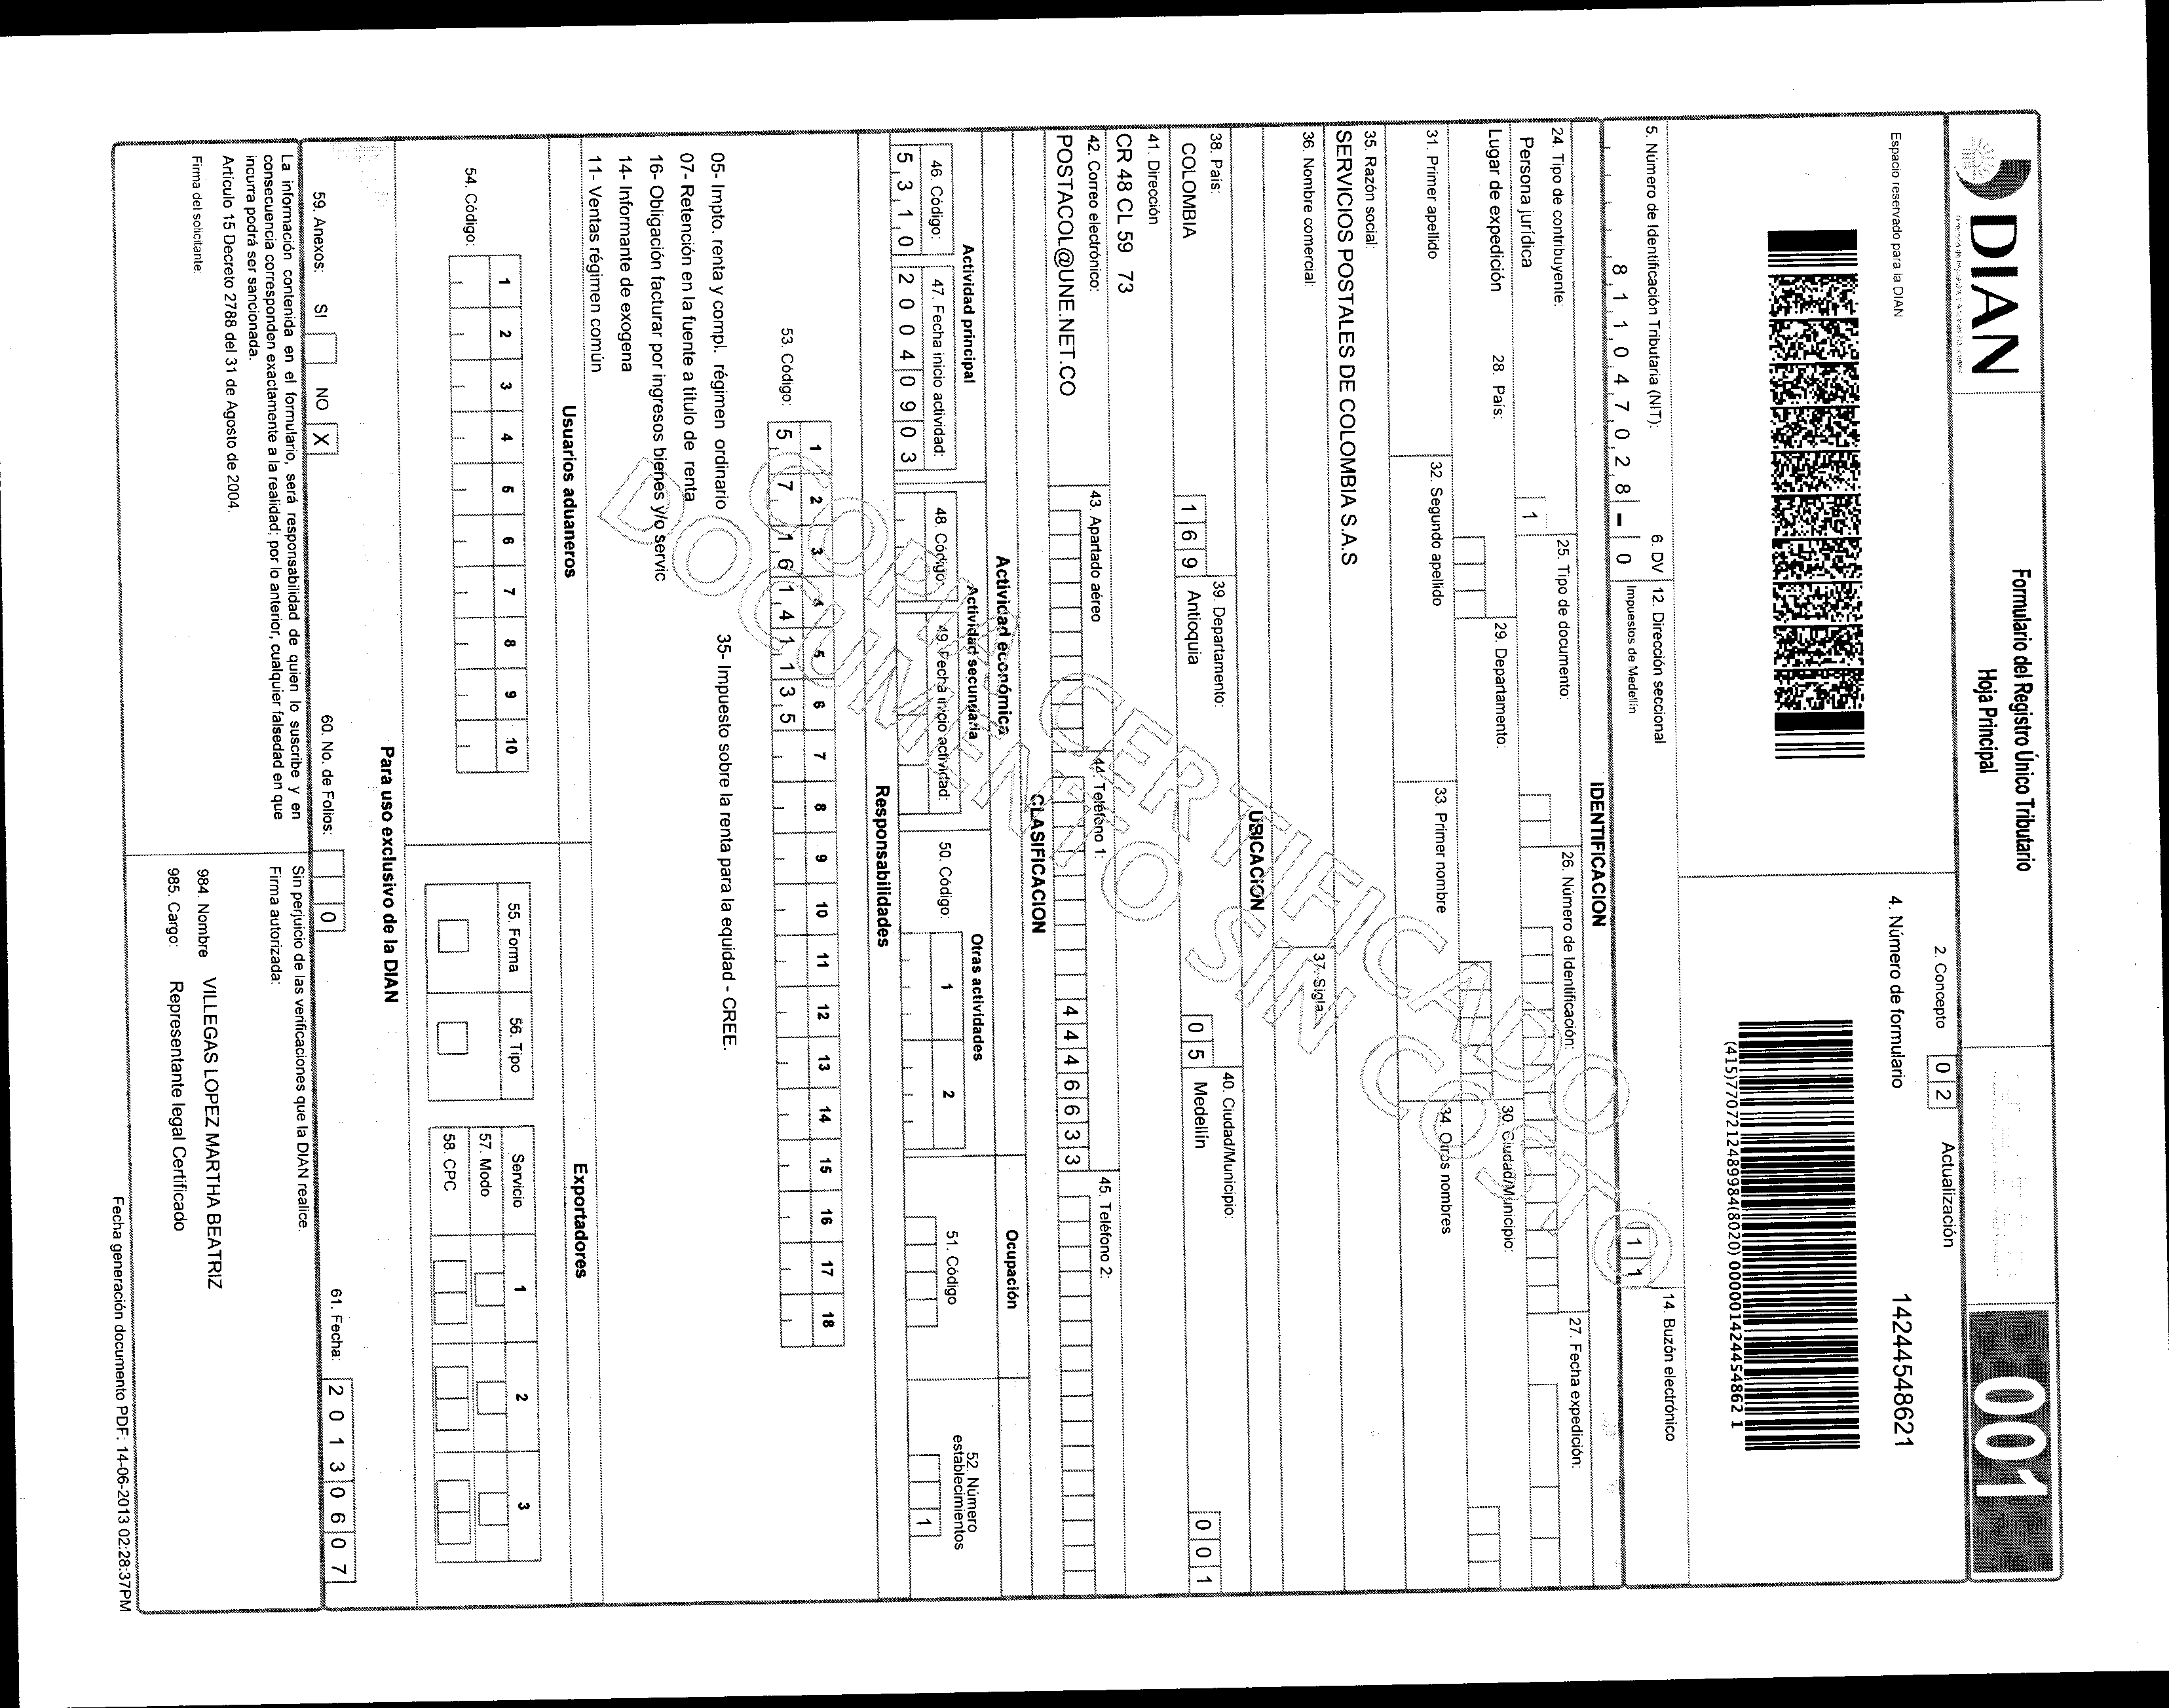 DIAN
Formulario del Registro Único Tributario
Hoja Principal
001
2. Concepto 0 2 Actualización
Espacio reservado para la DIAN
4. Número de formulario 14244548621
(415)7707212489984(8020) 000001424454862 1
5. Número de Identificación Tributaria (NIT): 6. DV 12. Dirección seccional 14. Buzón electrónico
8 1 1 0 4 7 0 2 8 - 0 Impuestos de Medellín 1 1
IDENTIFICACION
24. Tipo de contribuyente: 25. Tipo de documento: 26. Número de Identificación: 27. Fecha expedición:
Persona jurídica 1
Lugar de expedición 28. País: 29. Departamento: 30. Ciudad/Municipio:
31. Primer apellido 32. Segundo apellido 33. Primer nombre 34. Otros nombres
35. Razón social:
SERVICIOS POSTALES DE COLOMBIA S.A.S
36. Nombre comercial: 37. Sigla:
UBICACION
38. País: 39. Departamento: 40. Ciudad/Municipio:
COLOMBIA 1 6 9 Antioquia 0 5 Medellín 0 0 1
41. Dirección
CR 48 CL 59 73
42. Correo electrónico: 43. Apartado aéreo 44. Teléfono 1: 45. Teléfono 2:
POSTACOL@UNE.NET.CO 4 4 4 6 6 3 3
CLASIFICACION
Actividad económica Ocupación
Actividad principal Actividad secundaria Otras actividades 52. Número establecimientos
46. Código: 47. Fecha inicio actividad: 48. Código: 49. Fecha inicio actividad: 50. Código: 1 2 51. Código
5 3 1 0 2 0 0 4 0 9 0 3 1
Responsabilidades
1 2 3 4 5 6 7 8 9 10 11 12 13 14 15 16 17 18
53. Código: 5 7 1 6 1 4 1 1 3 5
05- Impto. renta y compl. régimen ordinario 35- Impuesto sobre la renta para la equidad - CREE.
07- Retención en la fuente a título de renta
16- Obligación facturar por ingresos bienes y/o servic
14- Informante de exogena
11- Ventas régimen común
COPIA CERTIFICADO
DOCUMENTO SIN COSTO
Usuarios aduaneros Exportadores
1 2 3 4 5 6 7 8 9 10
54. Código:
55. Forma 56. Tipo Servicio 1 2 3
57. Modo
58. CPC
Para uso exclusivo de la DIAN
59. Anexos: SI NO X 60. No. de Folios: 0 61. Fecha: 2 0 1 3 0 6 0 7
La información contenida en el formulario, será responsabilidad de quien lo suscribe y en
consecuencia corresponden exactamente a la realidad; por lo anterior, cualquier falsedad en que
incurra podrá ser sancionada.
Artículo 15 Decreto 2788 del 31 de Agosto de 2004.
Firma del solicitante:
Sin perjuicio de las verificaciones que la DIAN realice.
Firma autorizada:
984. Nombre VILLEGAS LOPEZ MARTHA BEATRIZ
985. Cargo: Representante legal Certificado
Fecha generación documento PDF: 14-06-2013 02:28:37PM